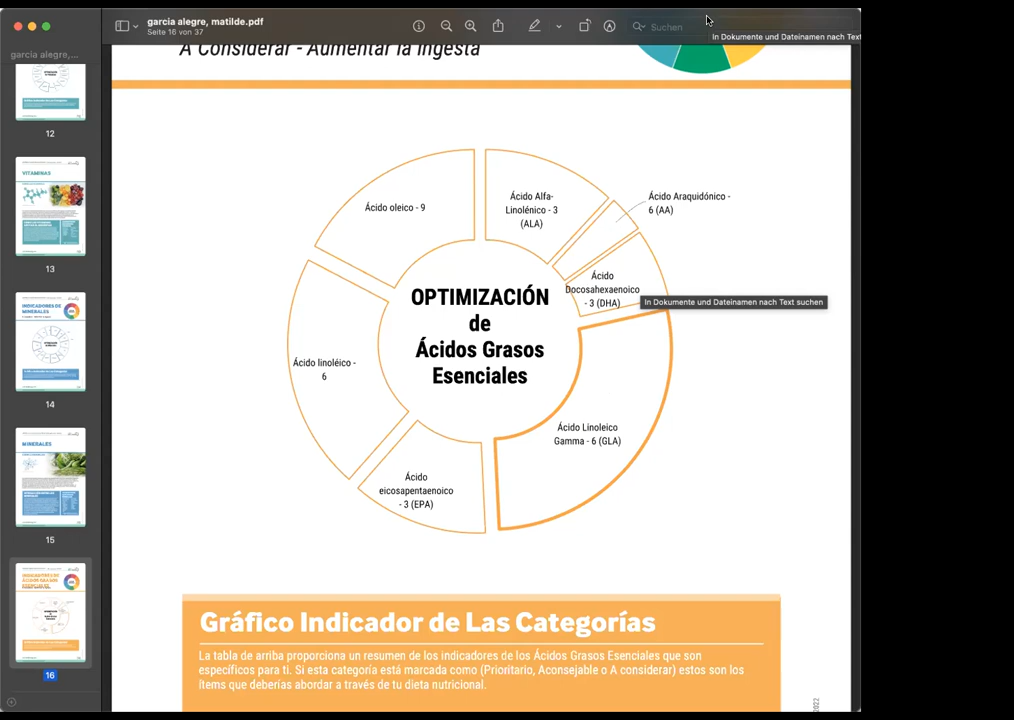 garcia alegre, matilde.pdf
Seite 16 von 37
Suchen
In Dokumente und Dateinamen nach Text
garcia alegre,...
12
VITAMINAS
13
INDICADORES DE
MINERALES
14
MINERALES
15
INDICADORES DE
ÁCIDOS GRASOS
ESENCIALES
16
A Considerar - Aumentar la ingesta
Ácido oleico - 9
Ácido Alfa-
Linolénico - 3
(ALA)
Ácido Araquidónico -
6 (AA)
Ácido
Docosahexaenoico
- 3 (DHA)
In Dokumente und Dateinamen nach Text suchen
OPTIMIZACIÓN
de
Ácidos Grasos
Esenciales
Ácido linoléico -
6
Ácido Linoleico
Gamma - 6 (GLA)
Ácido
eicosapentaenoico
- 3 (EPA)
Gráfico Indicador de Las Categorías
La tabla de arriba proporciona un resumen de los indicadores de los Ácidos Grasos Esenciales que son
específicos para ti. Si esta categoría está marcada como (Prioritario, Aconsejable o A considerar) estos son los
ítems que deberías abordar a través de tu dieta nutricional.
2022